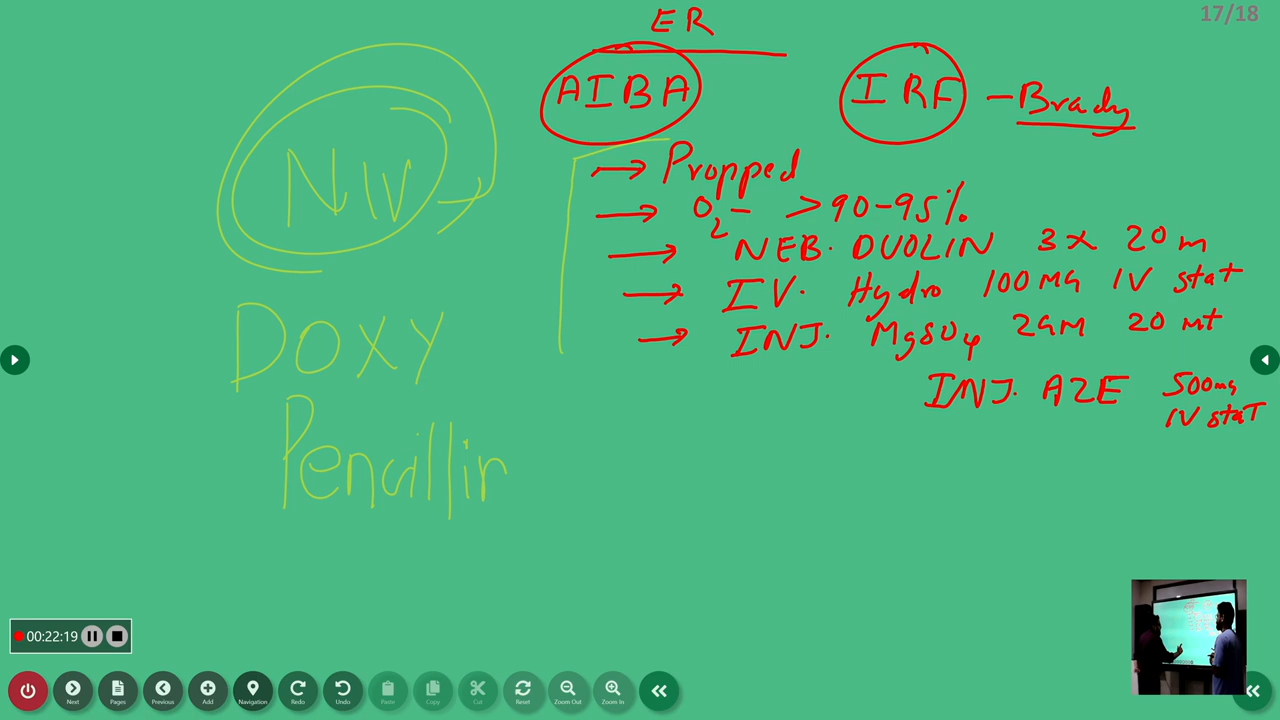 17/18
ER
AIBA
IRF - Brady
→ Propped
→ O2 - >90-95%
→ NEB. DUOLIN 3 x 20 m
→ IV. Hydro 100mg IV stat
→ INJ. MgSO4 2GM 20 mt
INJ. AZE 500mg
IV staT
NIV
DOXY
Pencillin
00:22:19
Next
Pages
Previous
Add
Navigation
Redo
Undo
Paste
Copy
Cut
Reset
Zoom Out
Zoom In